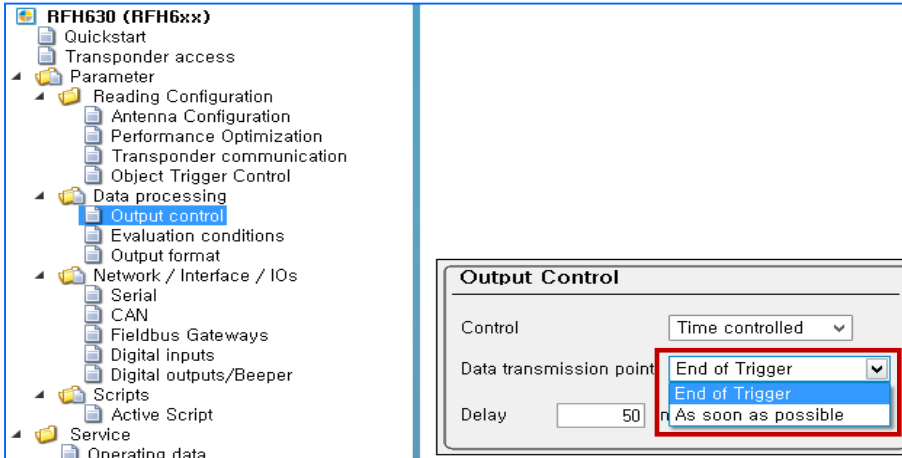 RFH630 (RFH6xx)
Quickstart
Transponder access
Parameter
Reading Configuration
Antenna Configuration
Performance Optimization
Transponder communication
Object Trigger Control
Data processing
Output control
Evaluation conditions
Output format
Network / Interface / IOs
Serial
CAN
Fieldbus Gateways
Digital inputs
Digital outputs/Beeper
Scripts
Active Script
Service
Operating data
Output Control
Control Time controlled
Data transmission point End of Trigger
End of Trigger
As soon as possible
Delay 50